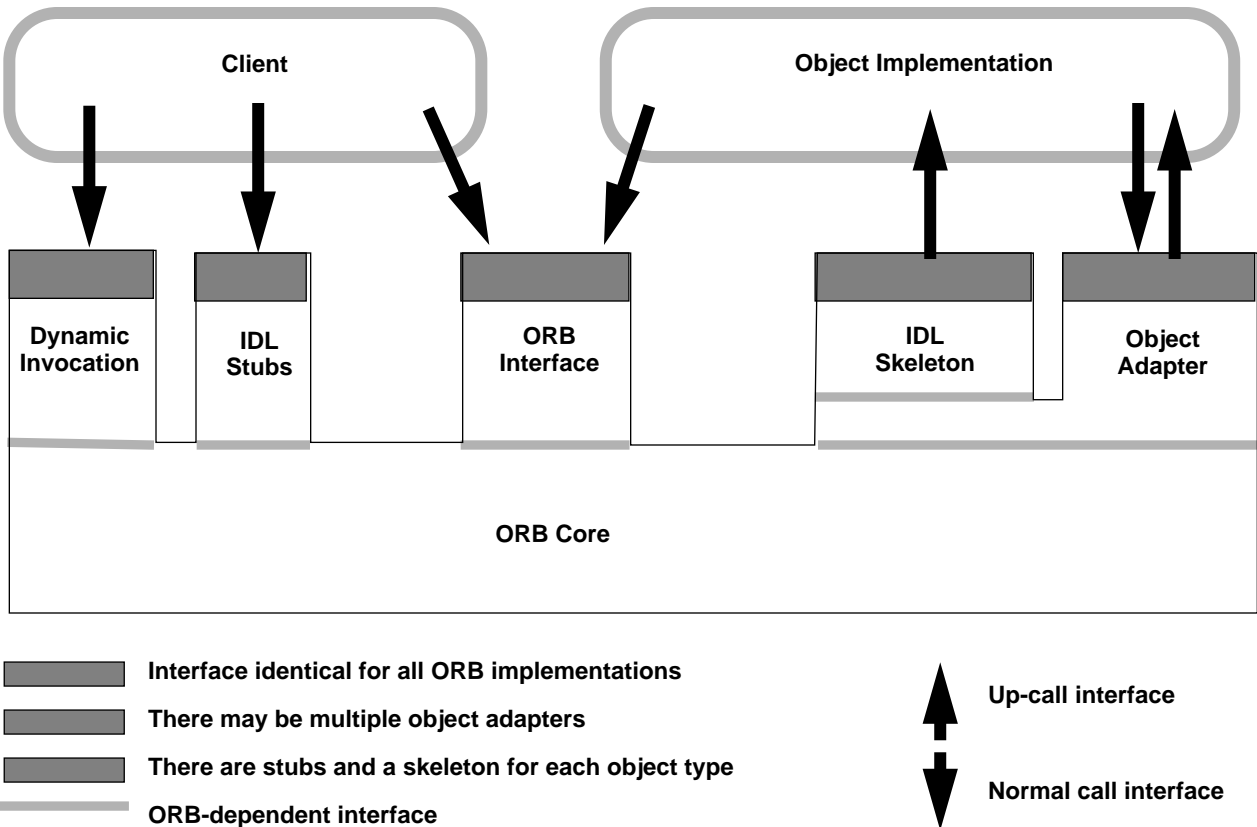 Client
Object Implementation
Dynamic
Invocation
IDL
Stubs
ORB
Interface
IDL
Skeleton
Object
Adapter
ORB Core
Interface identical for all ORB implementations
There may be multiple object adapters
There are stubs and a skeleton for each object type
ORB-dependent interface
Up-call interface
Normal call interface